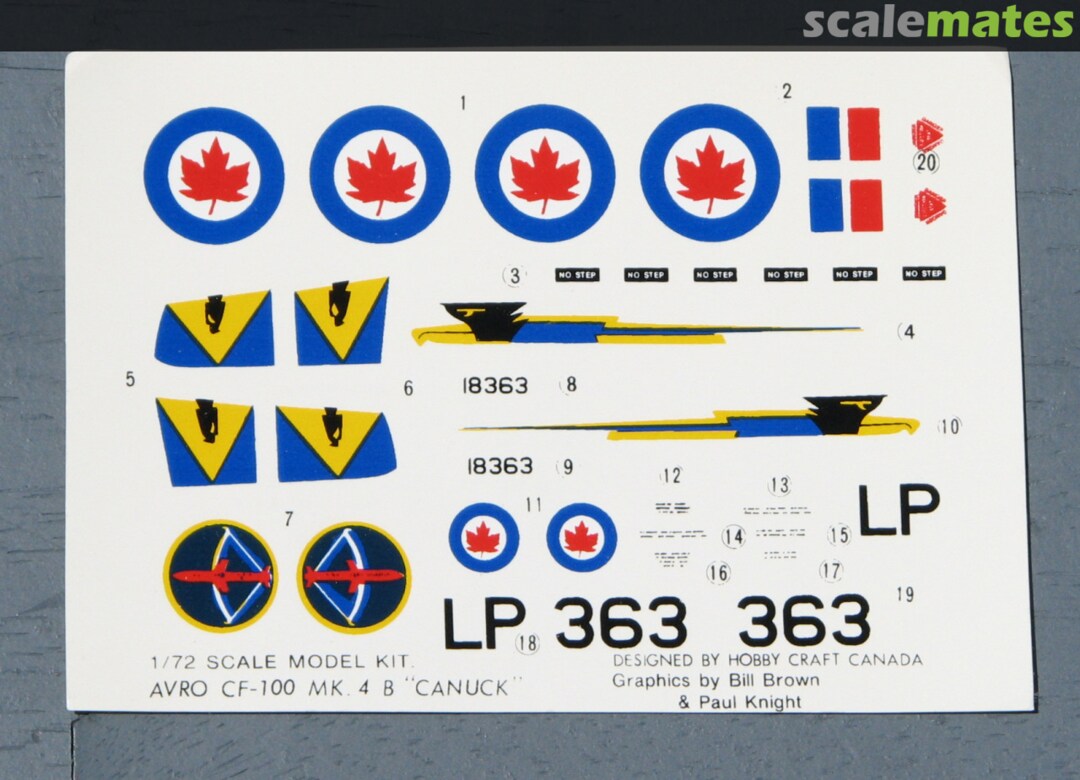 scalemates
1
2
20
3
NO STEP NO STEP NO STEP NO STEP NO STEP NO STEP
4
5
6
18363 8
10
18363 9
7
11
12
13
LP
14
15
16
17
19
LP 18 363 363
1/72 SCALE MODEL KIT.
AVRO CF-100 MK. 4 B "CANUCK"
DESIGNED BY HOBBY CRAFT CANADA
Graphics by Bill Brown
& Paul Knight